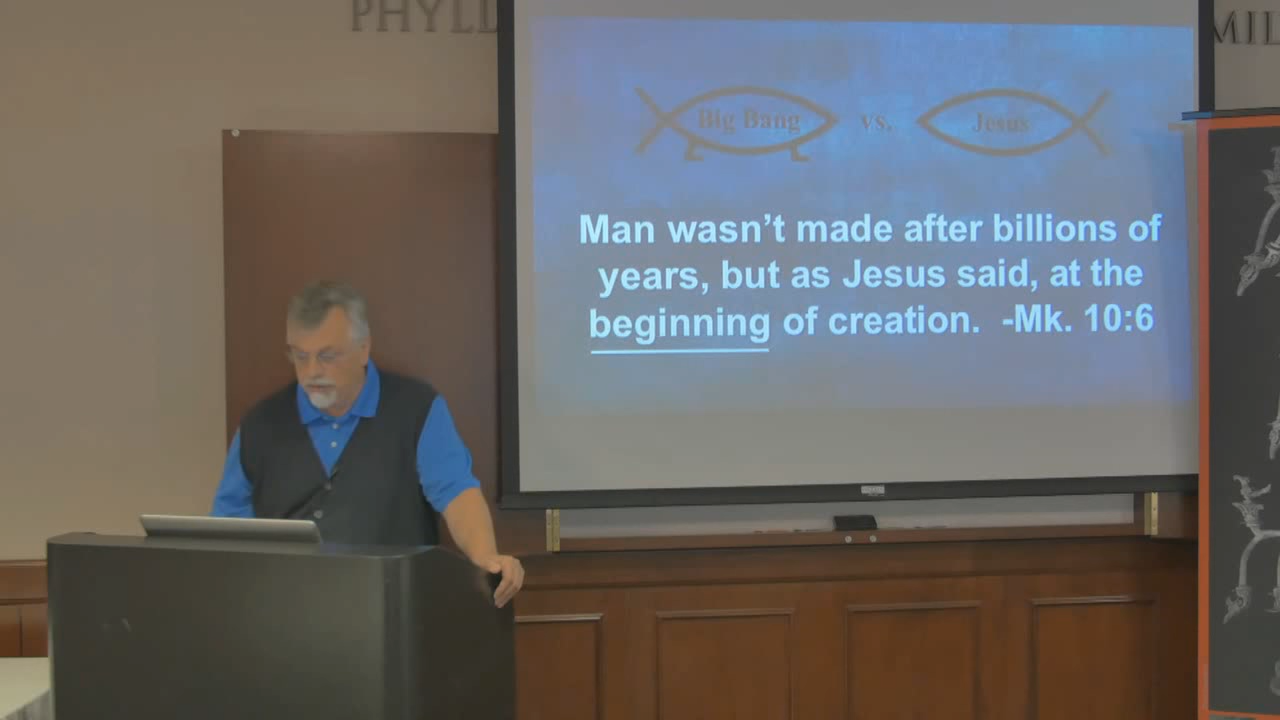 PHYLL
MIL
Big Bang vs. Jesus
Man wasn't made after billions of
years, but as Jesus said, at the
beginning of creation. -Mk. 10:6